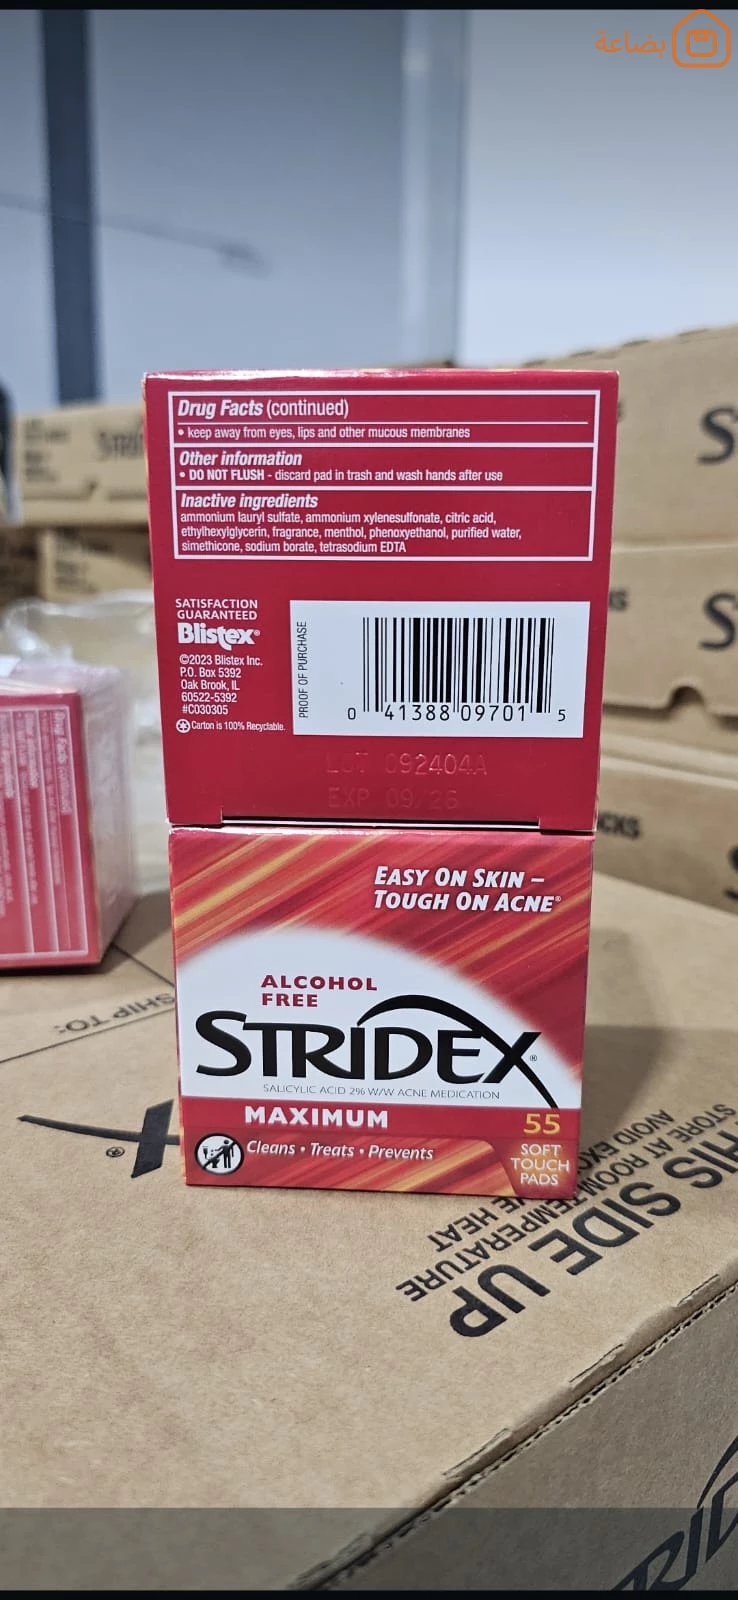 بضاعة
Drug Facts (continued)
• keep away from eyes, lips and other mucous membranes
Other information
• DO NOT FLUSH - discard pad in trash and wash hands after use
Inactive ingredients
ammonium lauryl sulfate, ammonium xylenesulfonate, citric acid,
ethylhexylglycerin, fragrance, menthol, phenoxyethanol, purified water,
simethicone, sodium borate, tetrasodium EDTA
SATISFACTION
GUARANTEED
Blistex®
©2023 Blistex Inc.
P.O. Box 5392
Oak Brook, IL
60522-5392
#C030305
Carton is 100% Recyclable.
PROOF OF PURCHASE
0 41388 09701 5
LOT 092404A
EXP 09/26
EASY ON SKIN –
TOUGH ON ACNE®
ALCOHOL
FREE
STRIDEX®
SALICYLIC ACID 2% W/W ACNE MEDICATION
MAXIMUM
55
SOFT
TOUCH
PADS
Cleans • Treats • Prevents
SHIP TO:
THIS SIDE UP
STORE AT ROOM TEMPERATURE